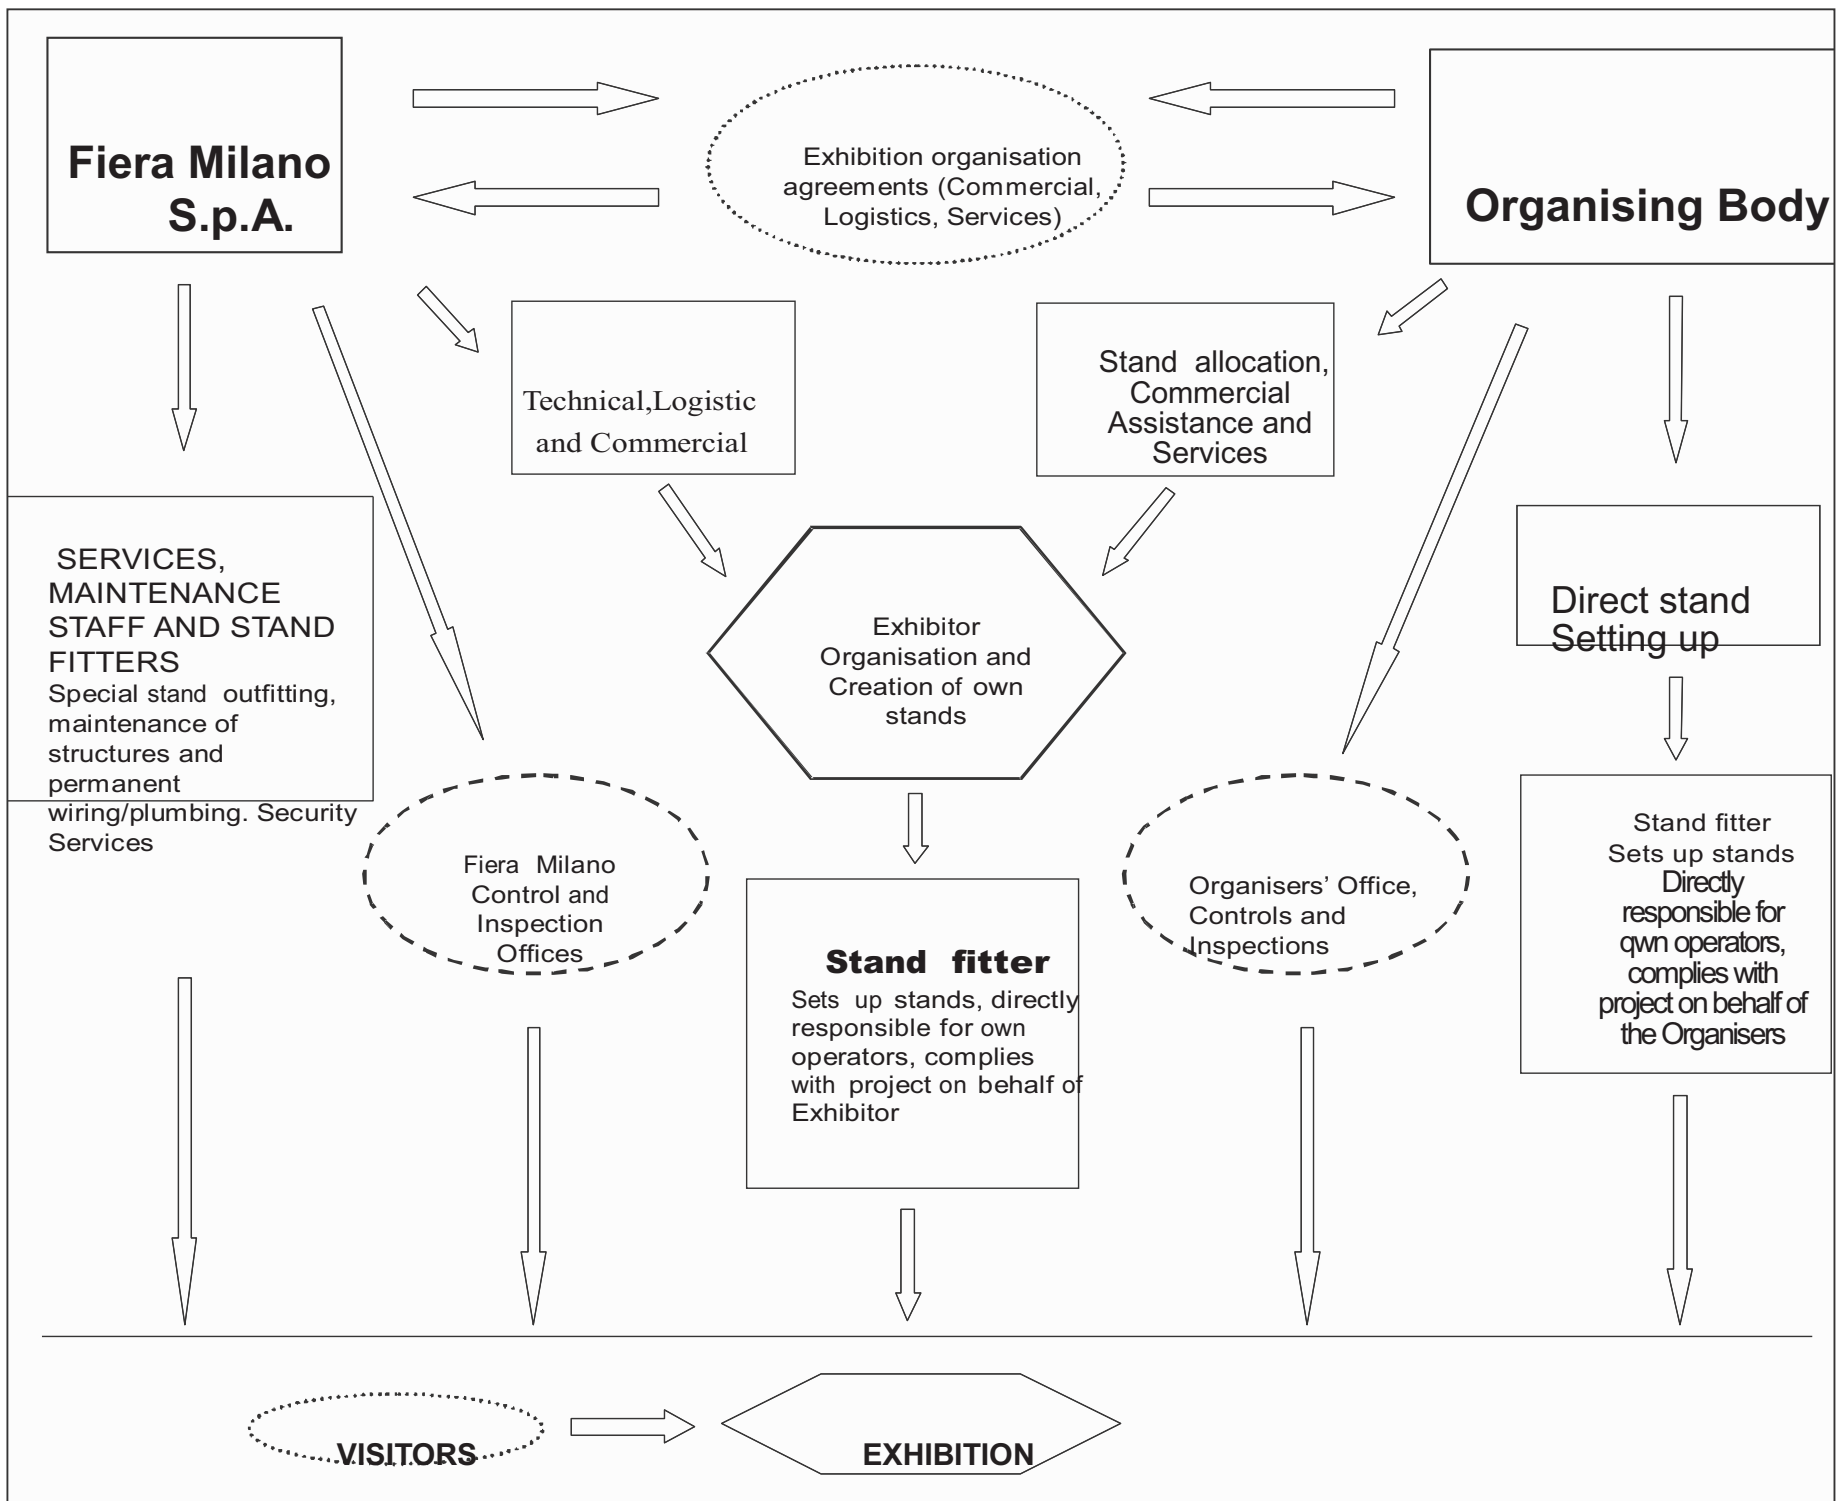 Fiera Milano
S.p.A.
Exhibition organisation
agreements (Commercial,
Logistics, Services)
Organising Body
Technical,Logistic
and Commercial
Stand allocation,
Commercial
Assistance and
Services
SERVICES,
MAINTENANCE
STAFF AND STAND
FITTERS
Special stand outfitting,
maintenance of
structures and
permanent
wiring/plumbing. Security
Services
Exhibitor
Organisation and
Creation of own
stands
Direct stand
Setting up
Fiera Milano
Control and
Inspection
Offices
Stand fitter
Sets up stands, directly
responsible for own
operators, complies
with project on behalf of
Exhibitor
Organisers’ Office,
Controls and
Inspections
Stand fitter
Sets up stands
Directly
responsible for
qwn operators,
complies with
project on behalf of
the Organisers
VISITORS
EXHIBITION